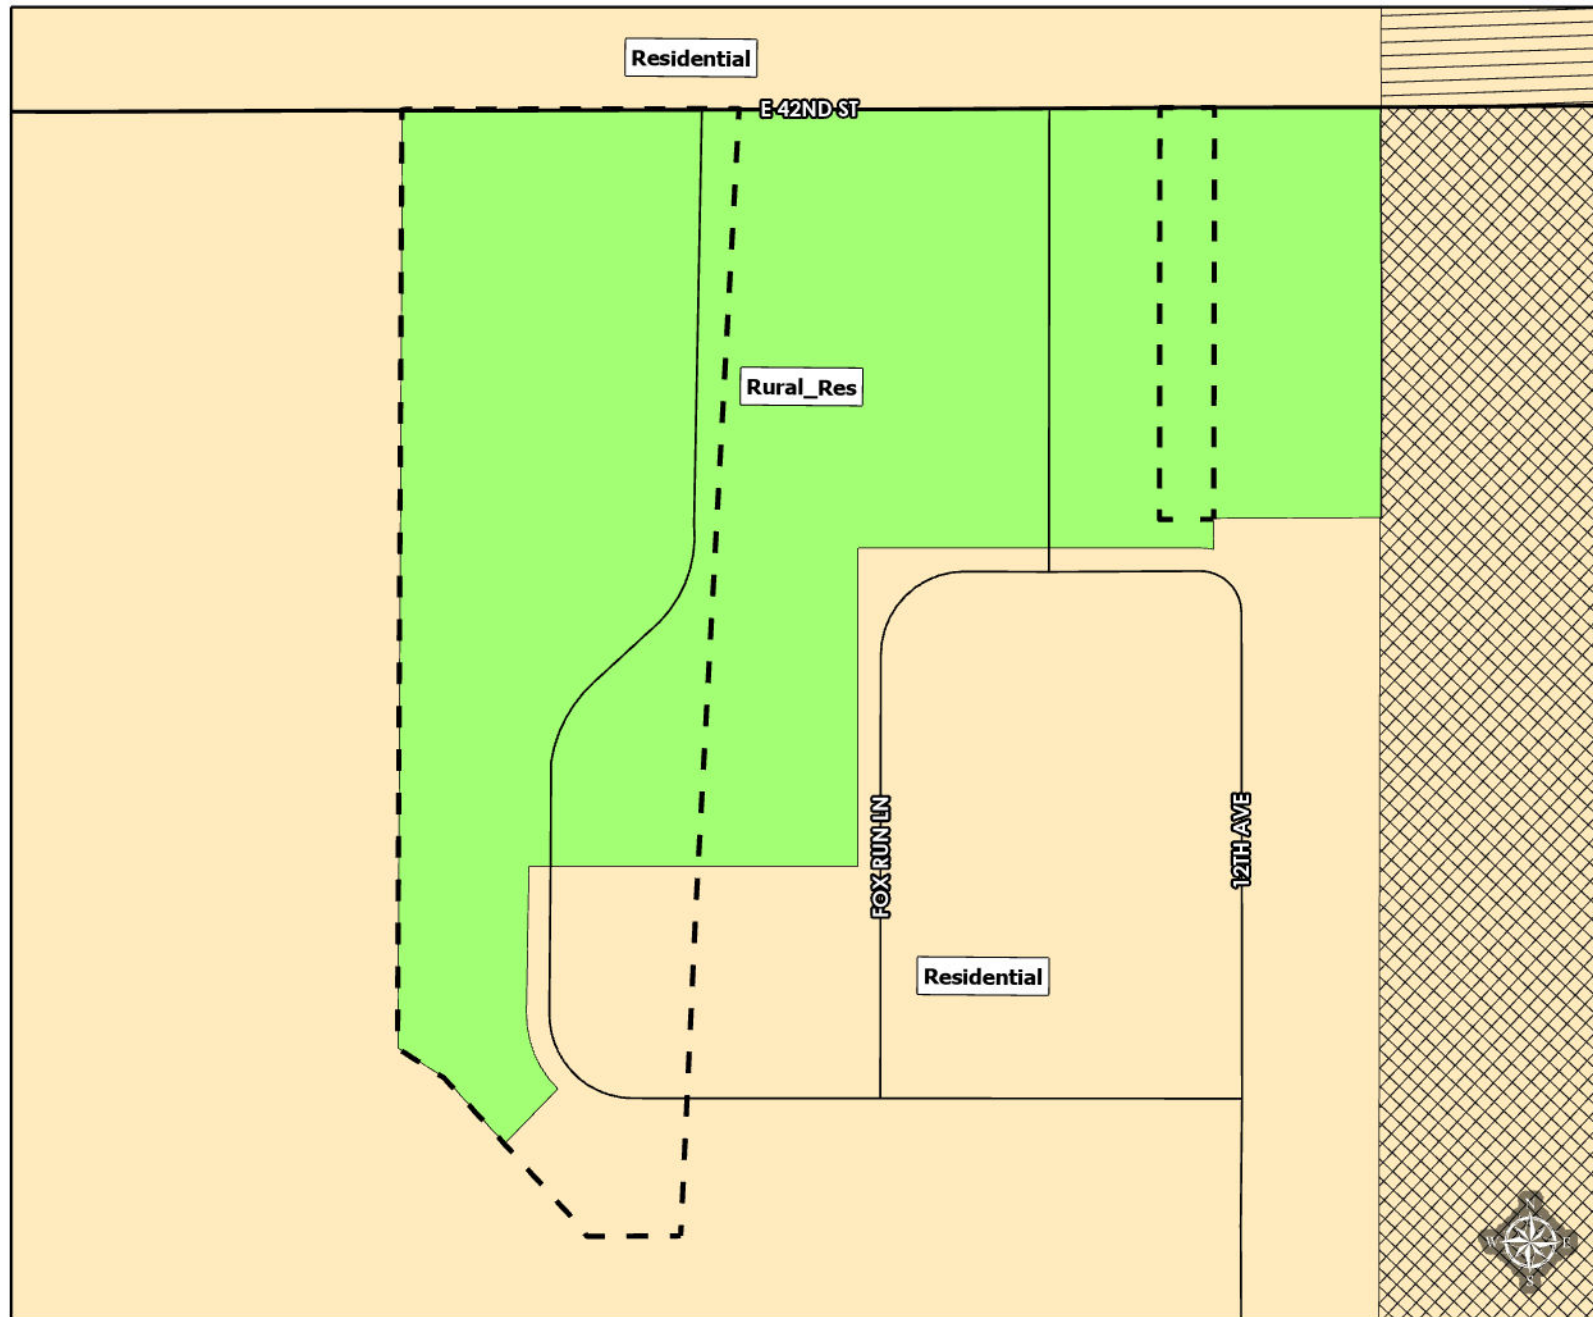 Residential
E 42ND ST
Rural_Res
FOX RUN LN
12TH AVE
Residential
N
W E
S